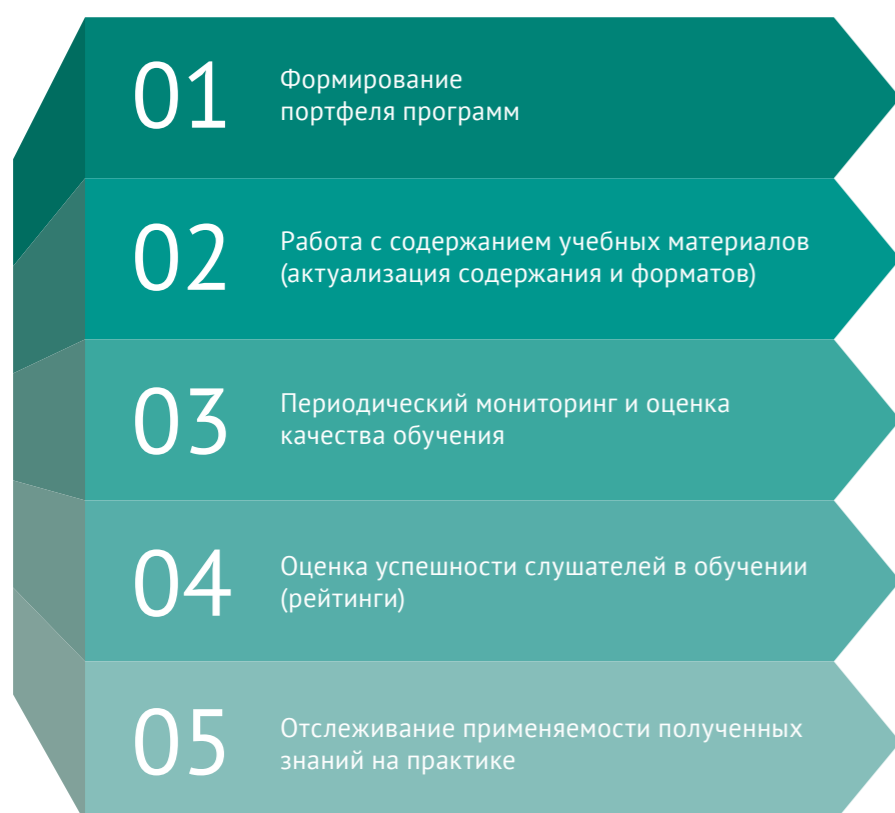 01
Формирование
портфеля программ
02
Работа с содержанием учебных материалов
(актуализация содержания и форматов)
03
Периодический мониторинг и оценка
качества обучения
04
Оценка успешности слушателей в обучении
(рейтинги)
05
Отслеживание применяемости полученных
знаний на практике